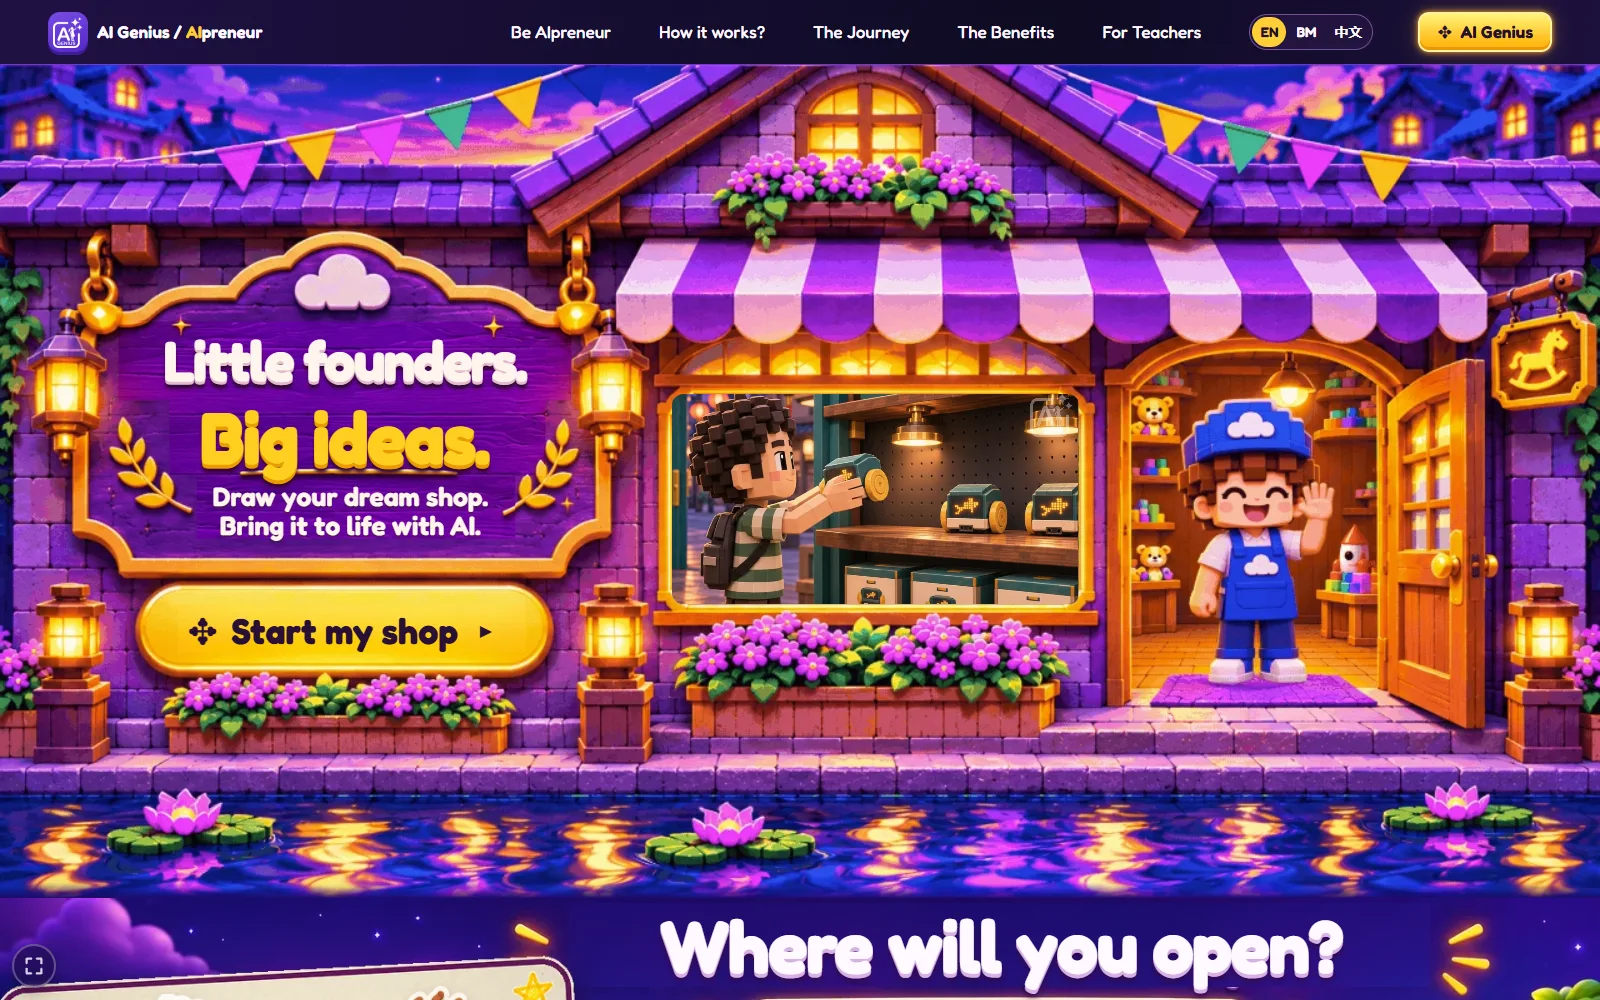 AI Genius / AIpreneur
Be AIpreneur
How it works?
The Journey
The Benefits
For Teachers
EN
BM
中文
AI Genius
Little founders.
Big ideas.
Draw your dream shop.
Bring it to life with AI.
Start my shop
Where will you open?